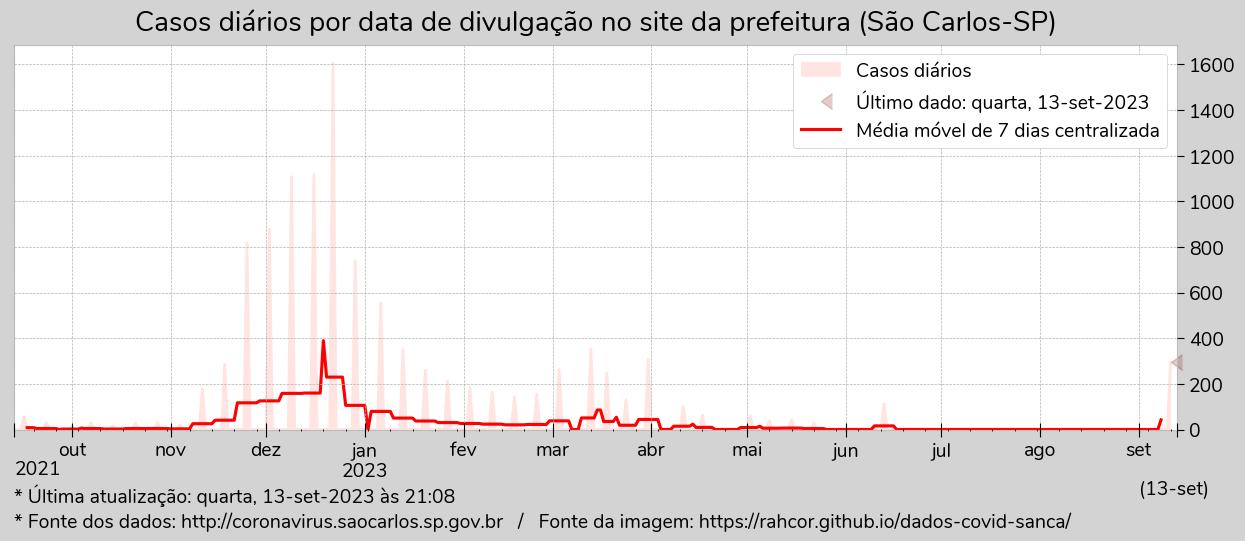 Casos diários por data de divulgação no site da prefeitura (São Carlos-SP)
Casos diários
Último dado: quarta, 13-set-2023
Média móvel de 7 dias centralizada
1600
1400
1200
1000
800
600
400
200
0
out nov dez jan fev mar abr mai jun jul ago set
2021 2023
(13-set)
* Última atualização: quarta, 13-set-2023 às 21:08
* Fonte dos dados: http://coronavirus.saocarlos.sp.gov.br / Fonte da imagem: https://rahcor.github.io/dados-covid-sanca/